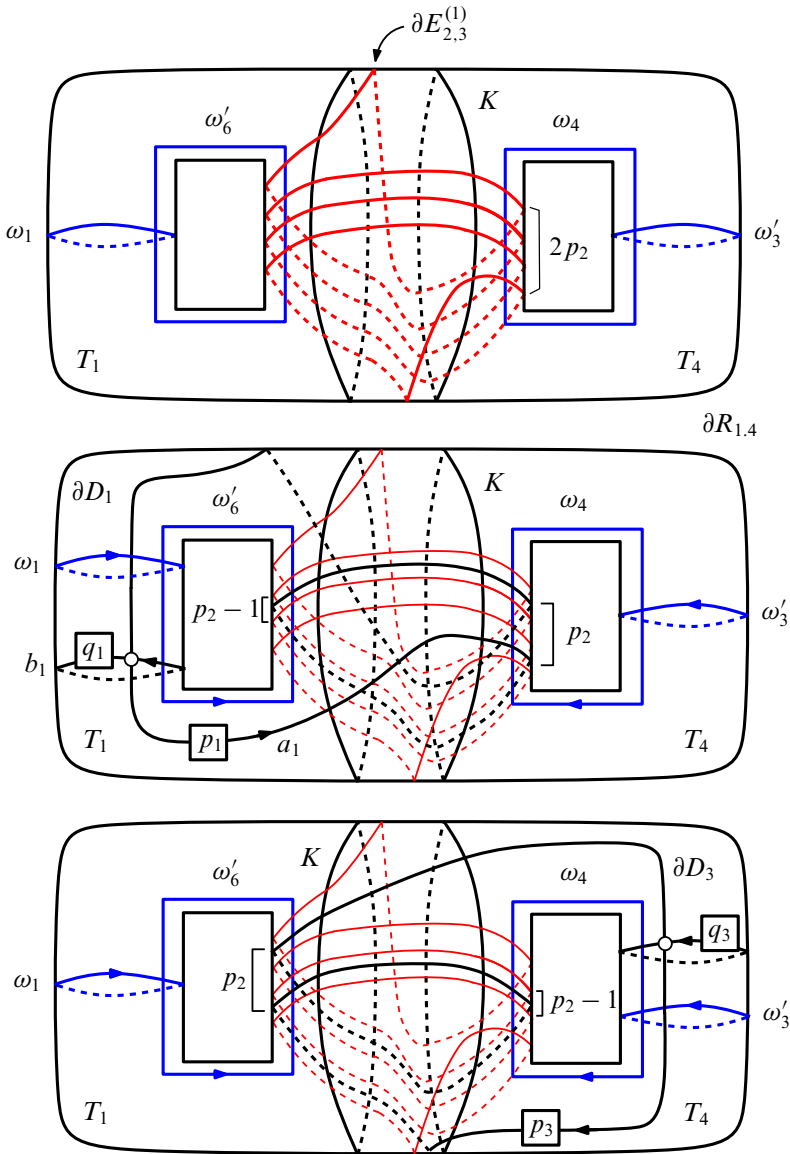 ∂E_{2,3}^{(1)}
K
ω'_6 ω_4
ω_1 2p_2 ω'_3
T_1 T_4
∂R_{1.4}
∂D_1 ω'_6 K ω_4
ω_1
p_2 − 1 p_2 ω'_3
b_1 q_1
T_1 p_1 a_1 T_4
K ω'_6 ω_4 ∂D_3
q_3
ω_1 p_2 p_2 − 1 ω'_3
T_1 p_3 T_4